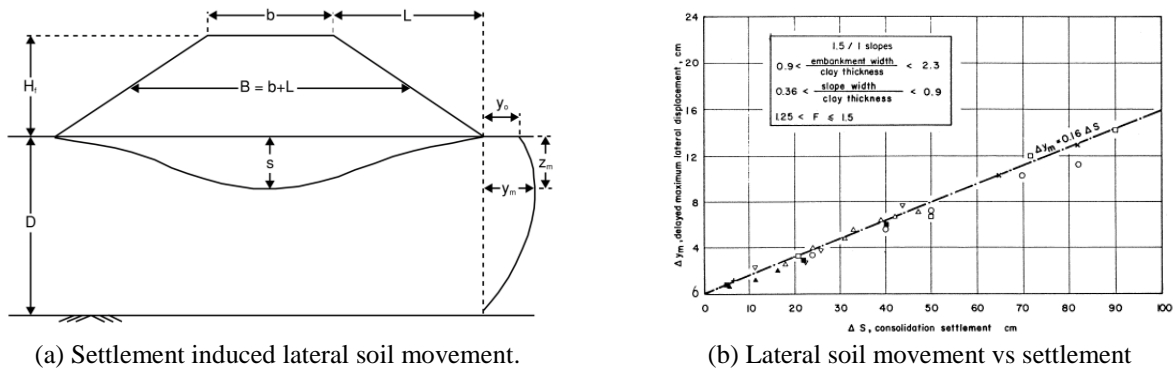 b
L
H_f
B = b+L
y_o
s
z_m
y_m
D
(a) Settlement induced lateral soil movement.
Δ y_m , delayed maximum lateral displacement , cm
24
20
16
12
8
4
0
1.5 / 1 slopes
0.9 < embankment width / clay thickness < 2.3
0.36 < slope width / clay thickness < 0.9
1.25 < F ≤ 1.5
Δy_m=0.16 ΔS
0 10 20 30 40 50 60 70 80 90 100
Δ S , consolidation settlement cm
(b) Lateral soil movement vs settlement